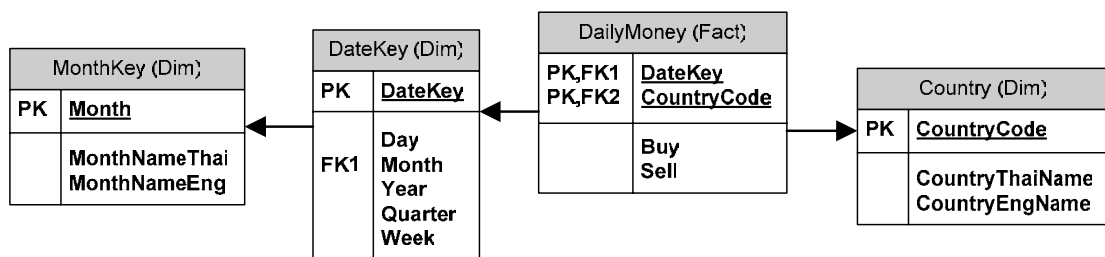 MonthKey (Dim)
PK Month
MonthNameThai
MonthNameEng
DateKey (Dim)
PK DateKey
Day
FK1 Month
Year
Quarter
Week
DailyMoney (Fact)
PK,FK1 DateKey
PK,FK2 CountryCode
Buy
Sell
Country (Dim)
PK CountryCode
CountryThaiName
CountryEngName